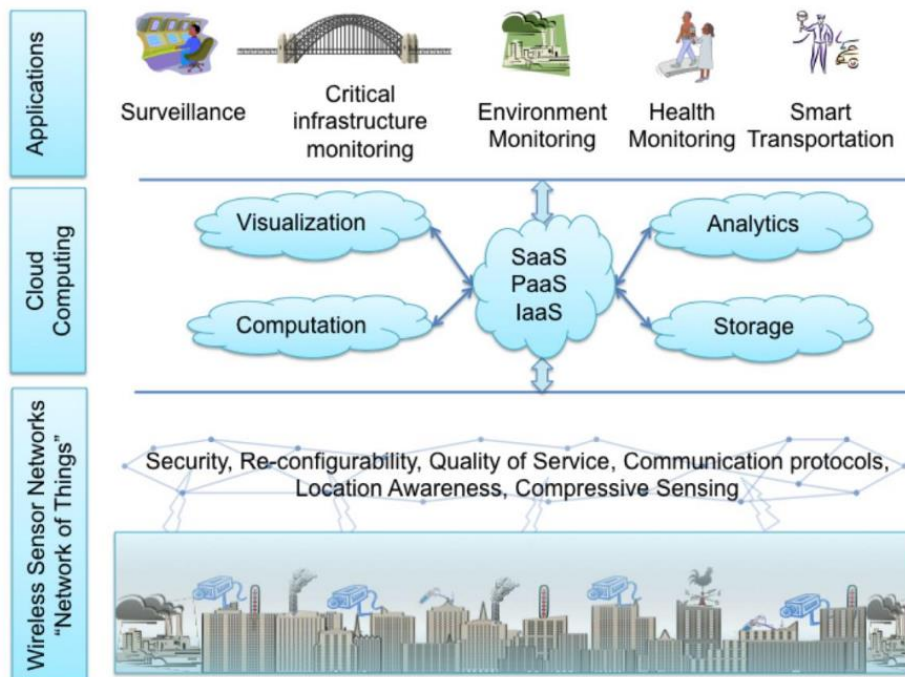 Applications
Surveillance
Critical
infrastructure
monitoring
Environment
Monitoring
Health
Monitoring
Smart
Transportation
Cloud
Computing
Visualization
Analytics
SaaS
PaaS
IaaS
Computation
Storage
Wireless Sensor Networks
“Network of Things”
Security, Re-configurability, Quality of Service, Communication protocols,
Location Awareness, Compressive Sensing